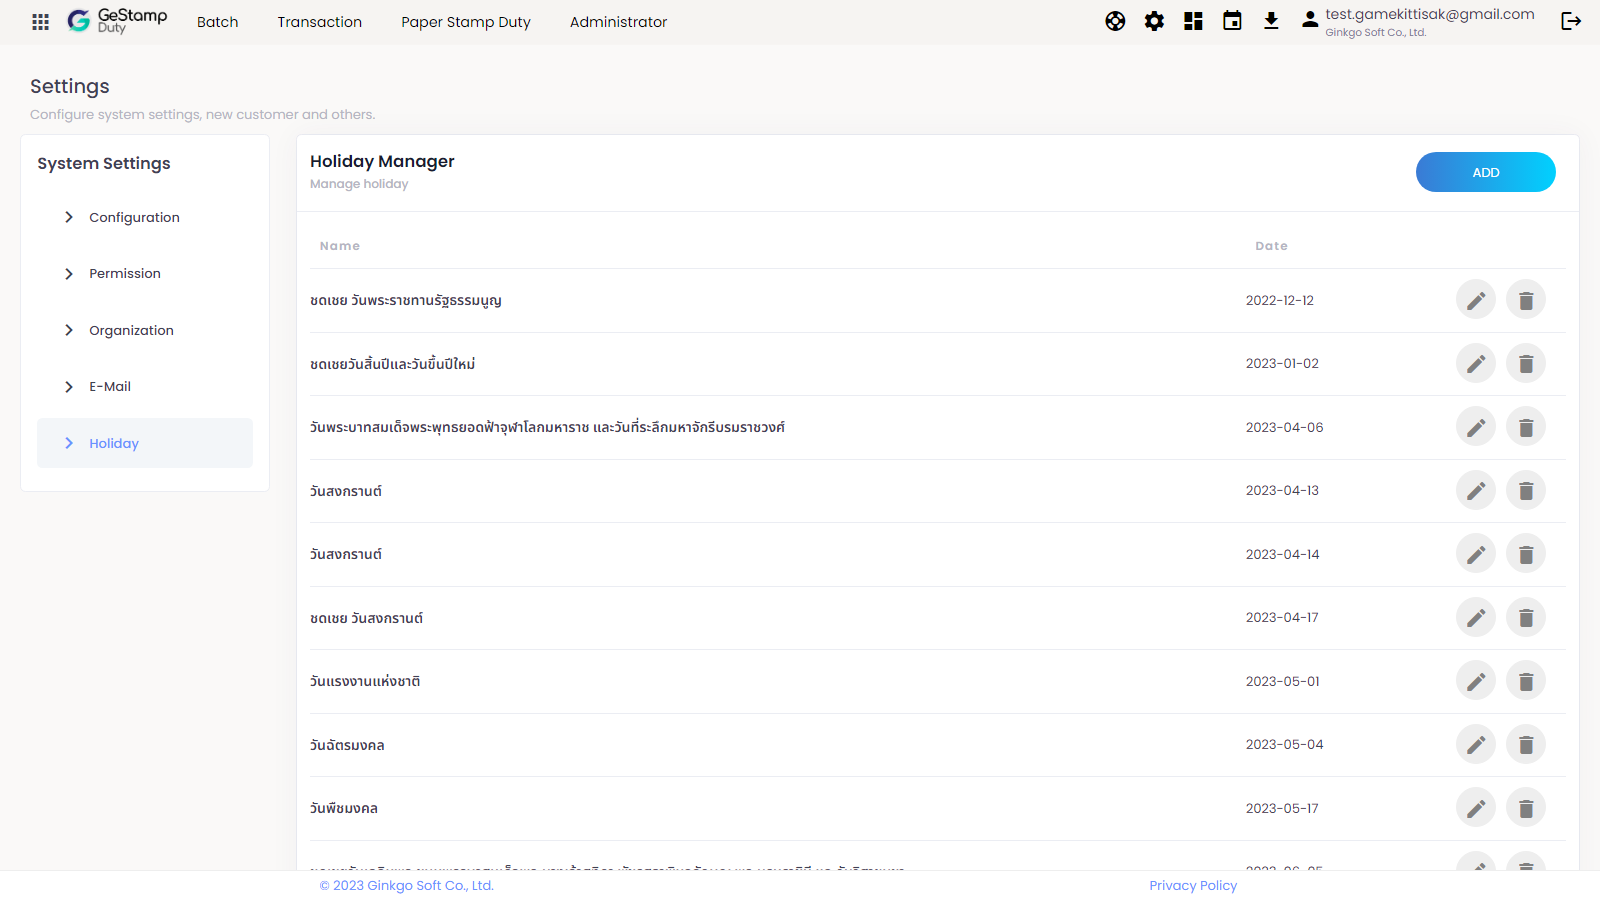 GeStamp
Duty
Batch
Transaction
Paper Stamp Duty
Administrator
test.gamekittisak@gmail.com
Ginkgo Soft Co., Ltd.
Settings
Configure system settings, new customer and others.
System Settings
Configuration
Permission
Organization
E-Mail
Holiday
Holiday Manager
Manage holiday
ADD
Name Date
ชดเชย วันพระราชทานรัฐธรรมนูญ 2022-12-12
ชดเชยวันสิ้นปีและวันขึ้นปีใหม่ 2023-01-02
วันพระบาทสมเด็จพระพุทธยอดฟ้าจุฬาโลกมหาราช และวันที่ระลึกมหาจักรีบรมราชวงศ์ 2023-04-06
วันสงกรานต์ 2023-04-13
วันสงกรานต์ 2023-04-14
ชดเชย วันสงกรานต์ 2023-04-17
วันแรงงานแห่งชาติ 2023-05-01
วันฉัตรมงคล 2023-05-04
วันพืชมงคล 2023-05-17
© 2023 Ginkgo Soft Co., Ltd.
Privacy Policy